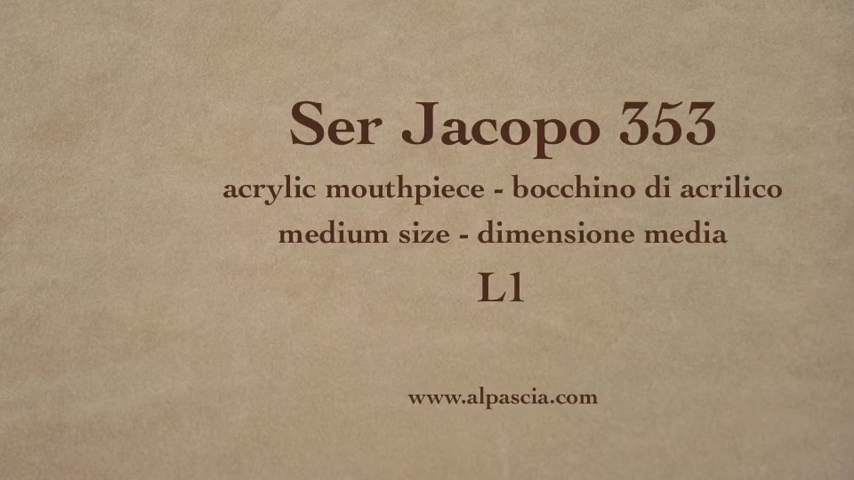 Ser Jacopo 353
acrylic mouthpiece - bocchino di acrilico
medium size - dimensione media
L1
www.alpascia.com